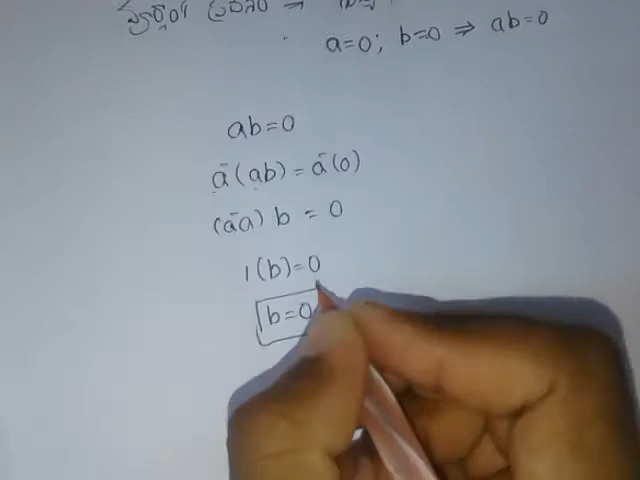 a=0; b=0 ⇒ ab=0
ab=0
ā(ab)=ā(0)
(āa) b = 0
1(b)=0
b=0